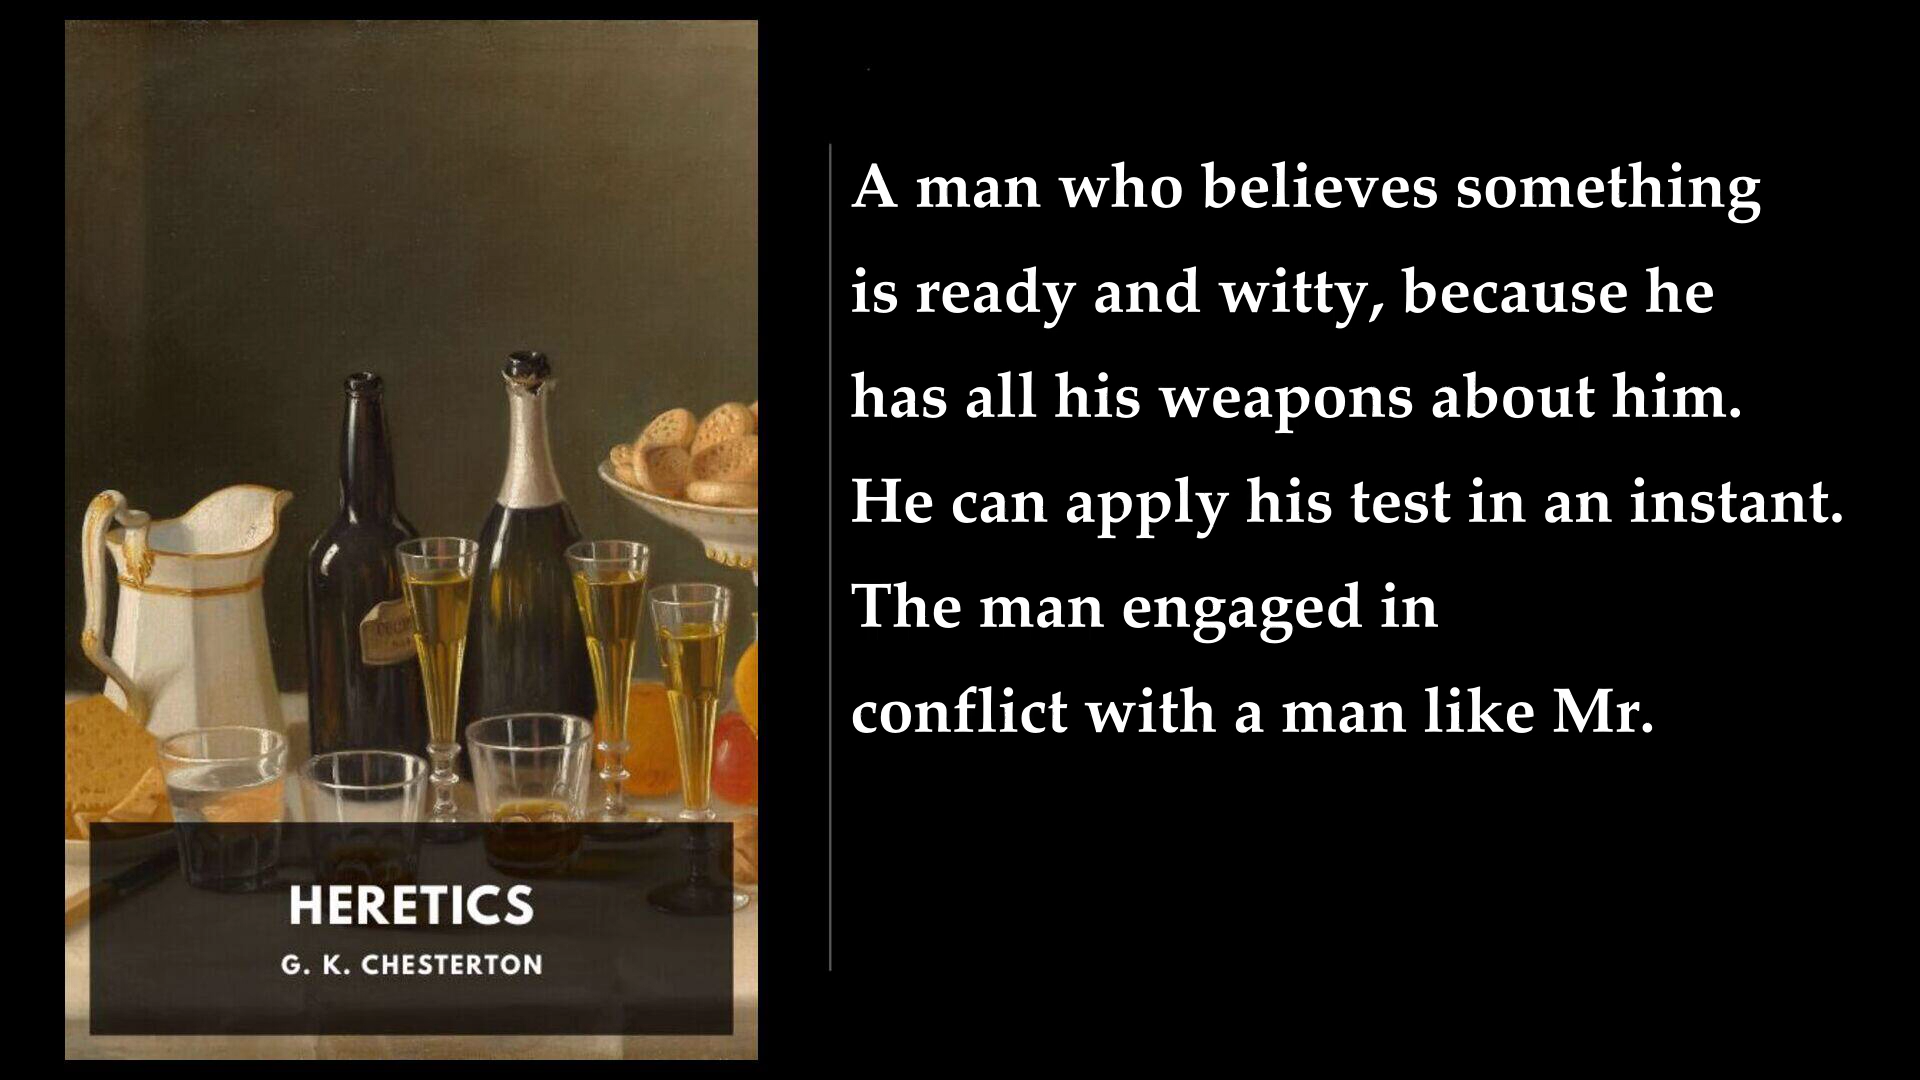 A man who believes something
is ready and witty, because he
has all his weapons about him.
He can apply his test in an instant.
The man engaged in
conflict with a man like Mr.
HERETICS
G. K. CHESTERTON